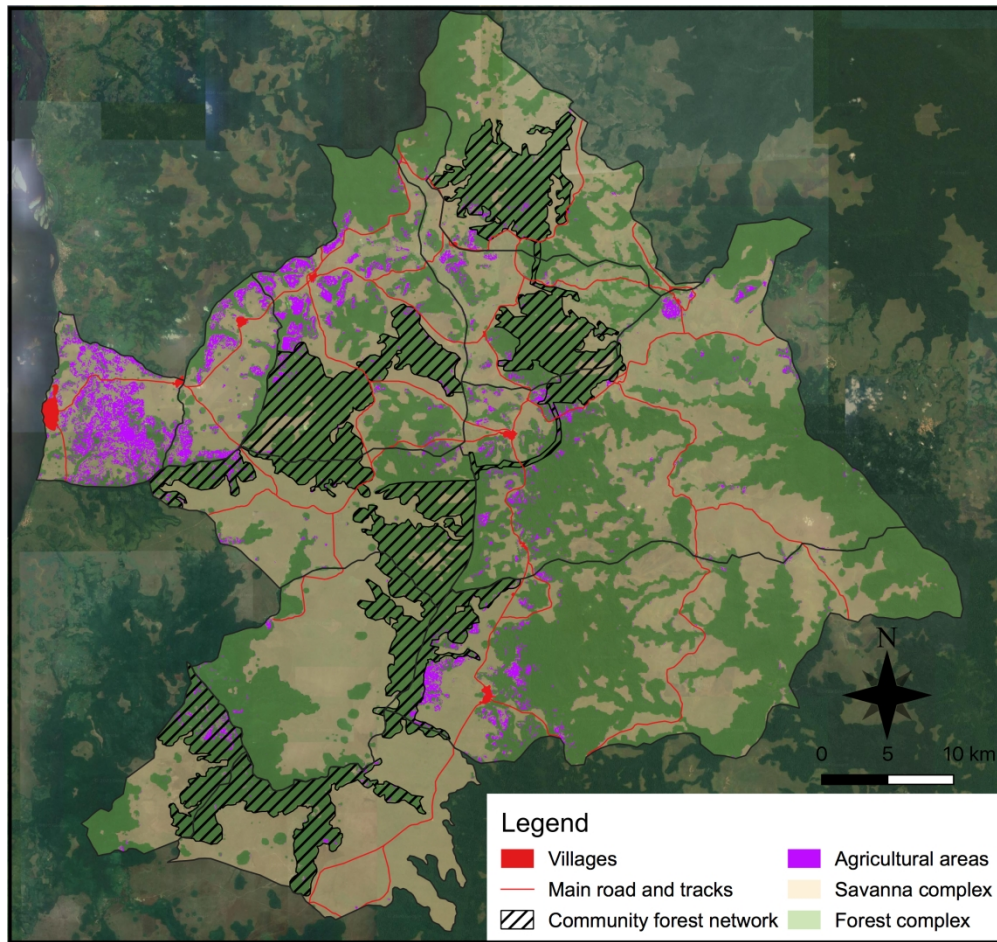 N
0 5 10 km
Legend
Villages
Main road and tracks
Community forest network
Agricultural areas
Savanna complex
Forest complex